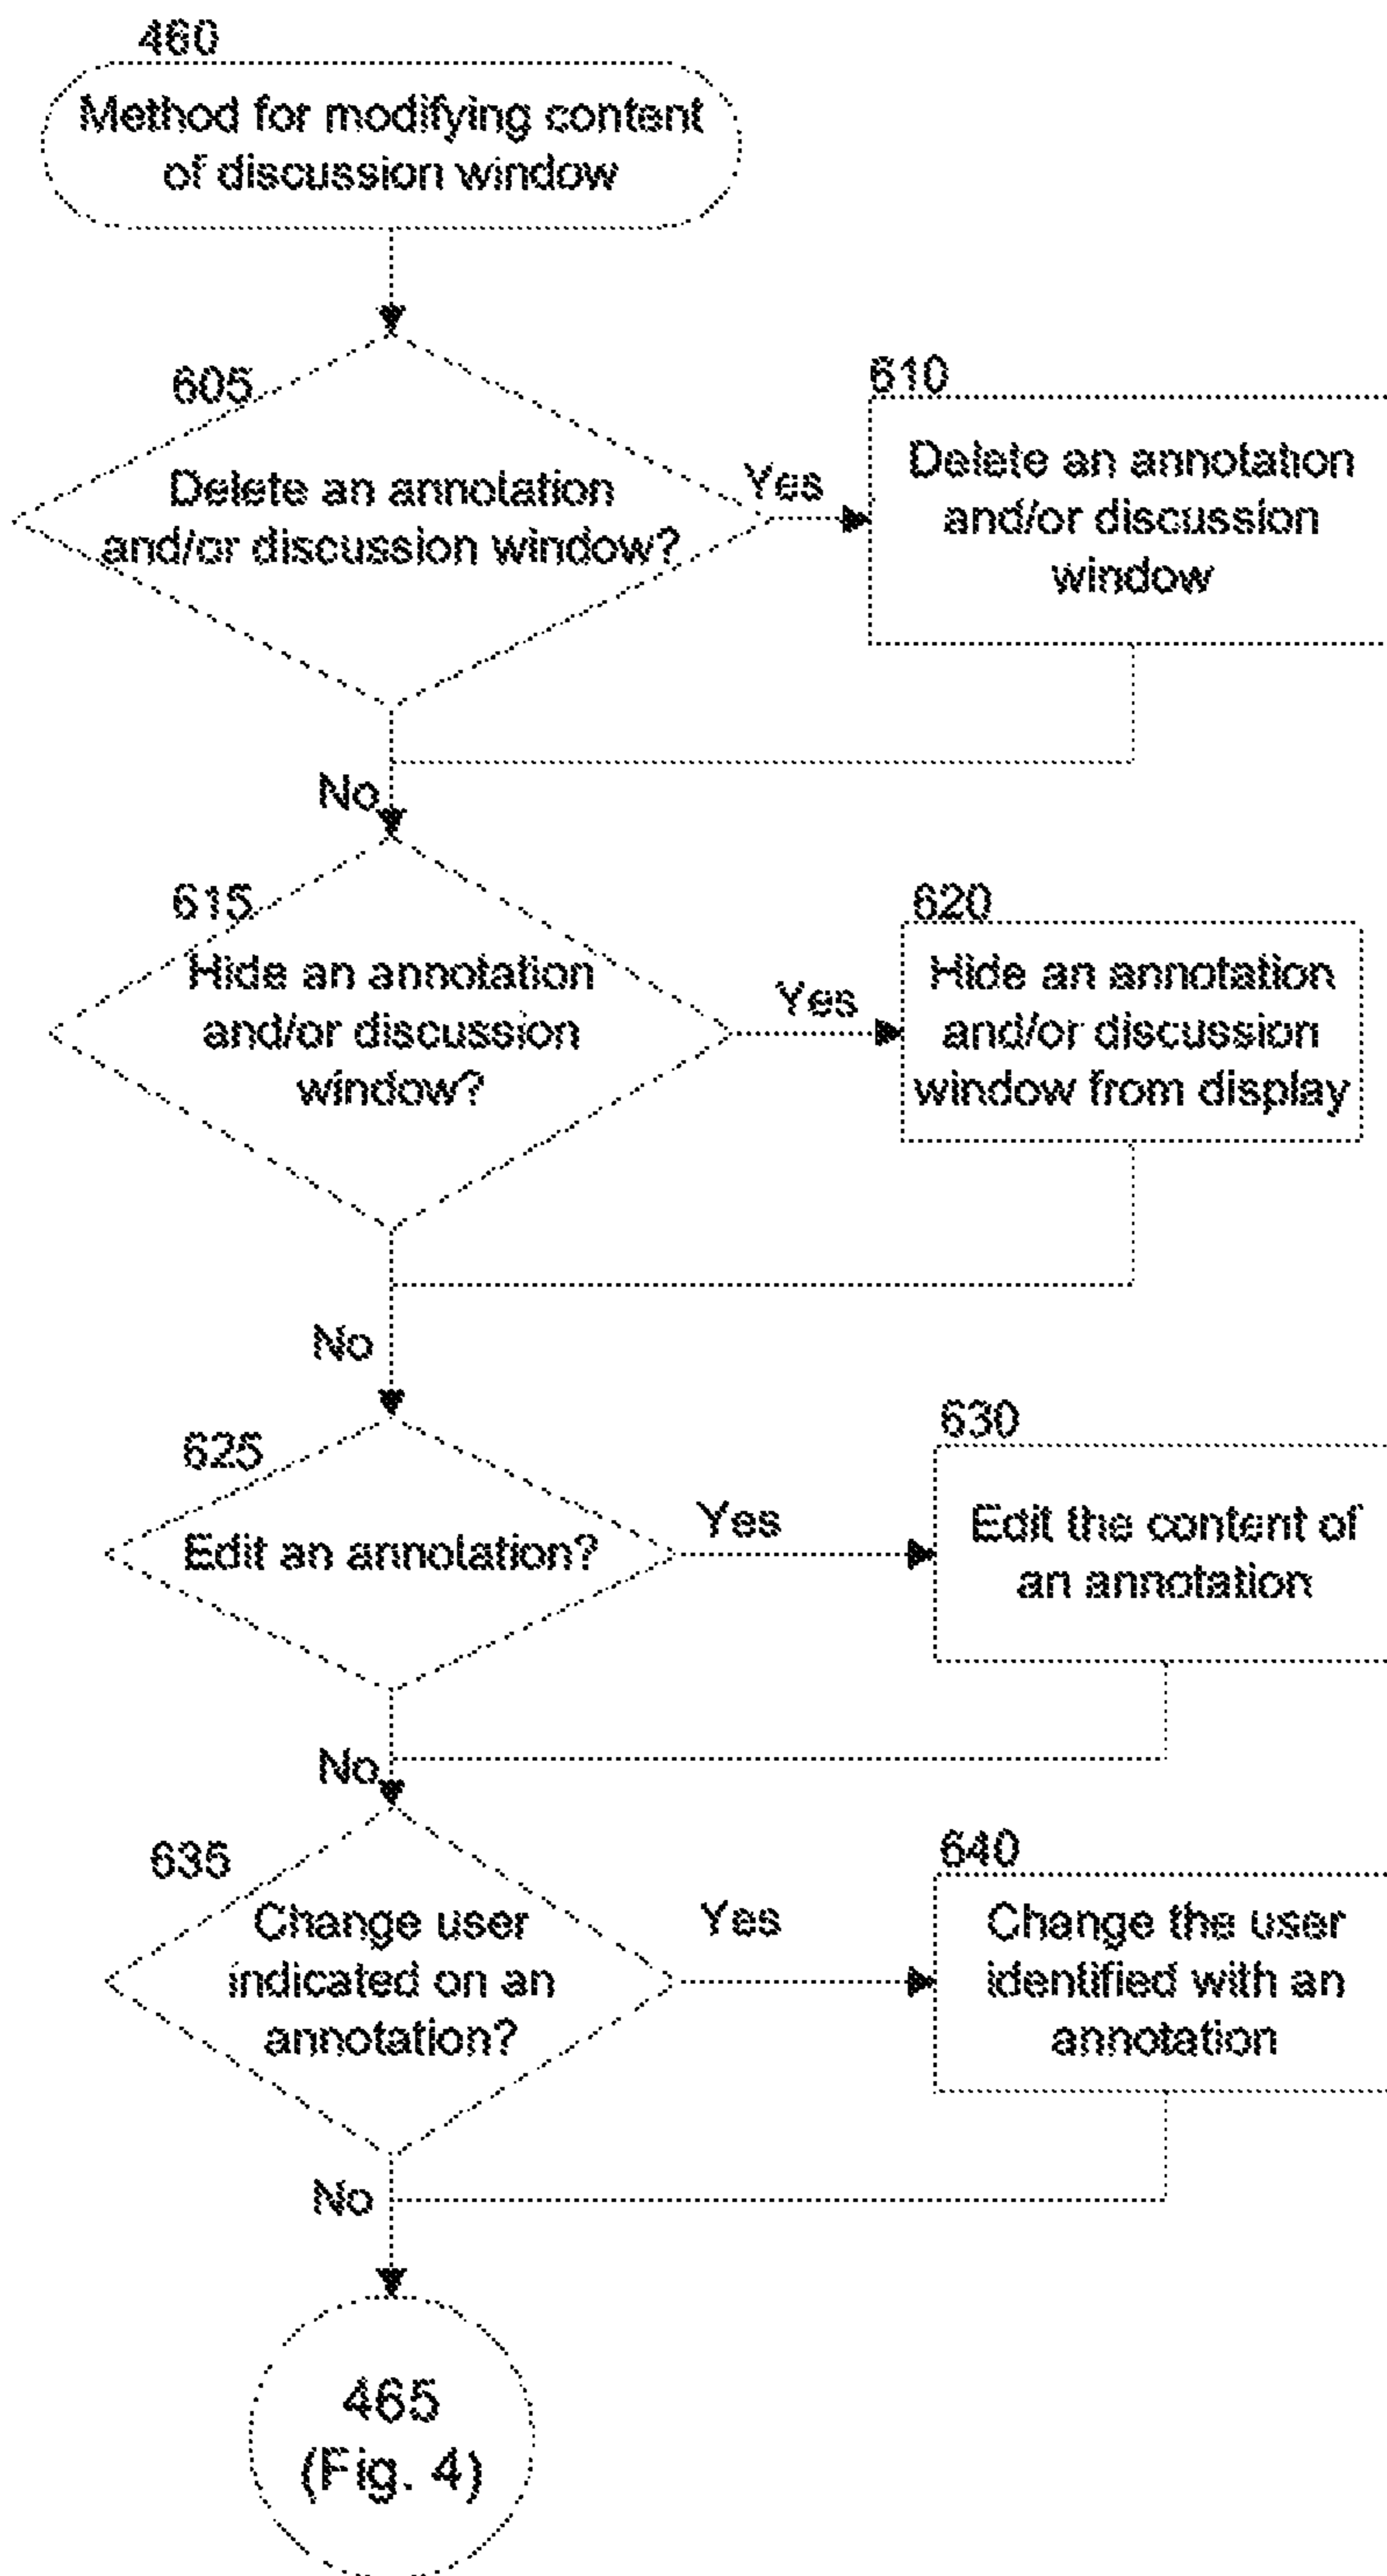 460
Method for modifying content
of discussion window
605
Delete an annotation
and/or discussion window?
Yes
610
Delete an annotation
and/or discussion
window
No
615
Hide an annotation
and/or discussion
window?
Yes
620
Hide an annotation
and/or discussion
window from display
No
625
Edit an annotation?
Yes
630
Edit the content of
an annotation
No
635
Change user
indicated on an
annotation?
Yes
640
Change the user
identified with an
annotation
No
465
(Fig. 4)